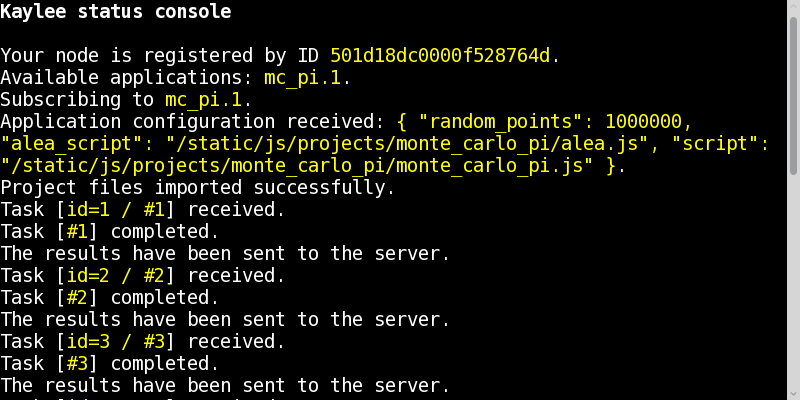 Kaylee status console
Your node is registered by ID 501d18dc0000f528764d.
Available applications: mc_pi.1.
Subscribing to mc_pi.1.
Application configuration received: { "random_points": 1000000,
"alea_script": "/static/js/projects/monte_carlo_pi/alea.js", "script":
"/static/js/projects/monte_carlo_pi/monte_carlo_pi.js" }.
Project files imported successfully.
Task [id=1 / #1] received.
Task [#1] completed.
The results have been sent to the server.
Task [id=2 / #2] received.
Task [#2] completed.
The results have been sent to the server.
Task [id=3 / #3] received.
Task [#3] completed.
The results have been sent to the server.